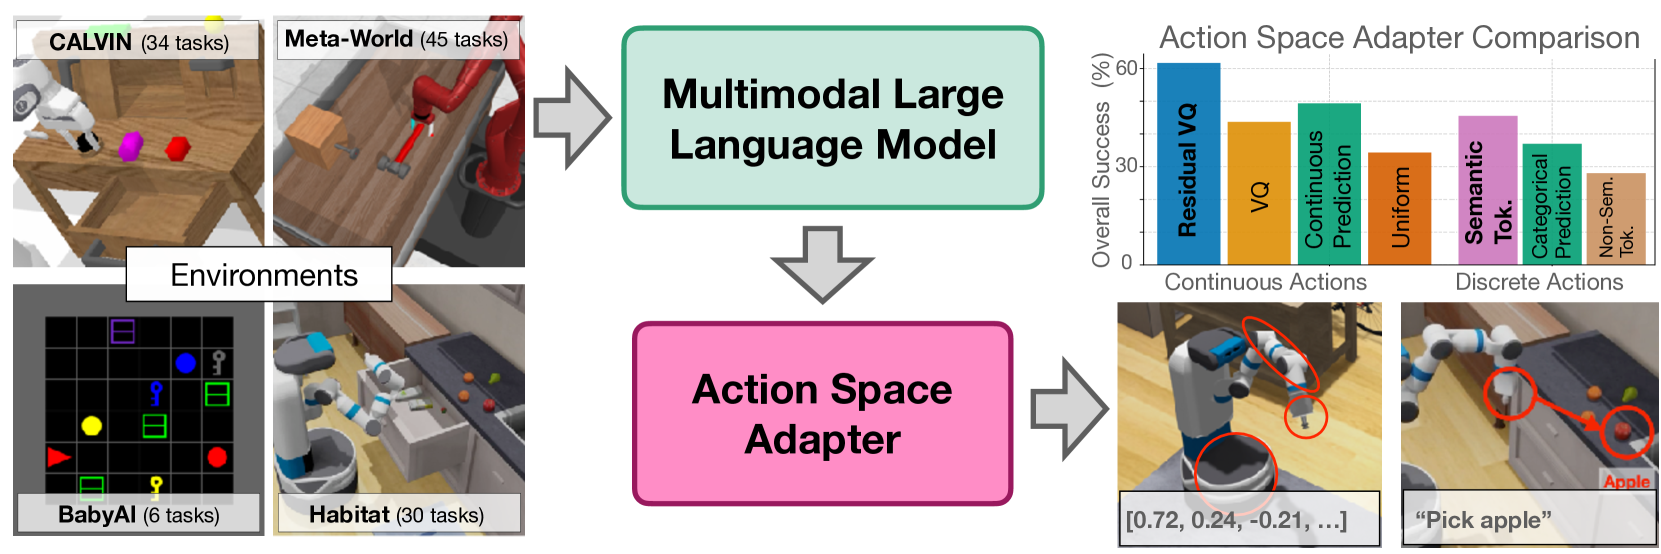 CALVIN (34 tasks)
Meta-World (45 tasks)
Environments
BabyAI (6 tasks)
Habitat (30 tasks)
Multimodal Large
Language Model
Action Space
Adapter
Action Space Adapter Comparison
Overall Success (%)
60
30
0
Residual VQ
VQ
Continuous
Prediction
Uniform
Semantic
Tok.
Categorical
Prediction
Non-Sem.
Tok.
Continuous Actions
Discrete Actions
[0.72, 0.24, -0.21, ...]
Apple
“Pick apple”